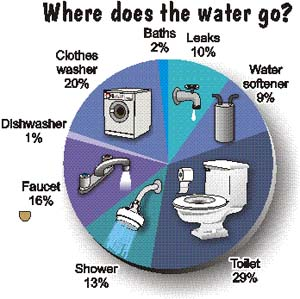 Where does the water go?
Baths
2%
Leaks
10%
Clothes
washer
20%
Water
softener
9%
Dishwasher
1%
Faucet
16%
Shower
13%
Toilet
29%